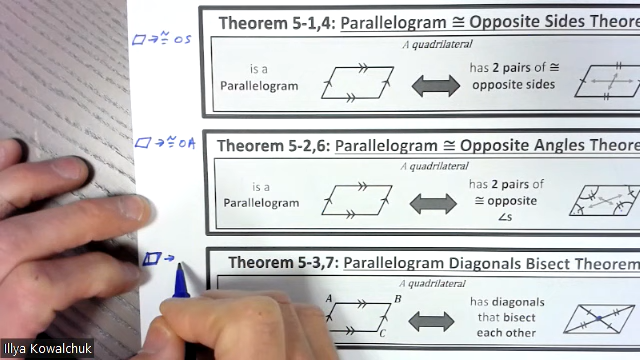 Theorem 5-1,4: Parallelogram ≅ Opposite Sides Theore
▱→≅ OS
A quadrilateral
is a
Parallelogram
has 2 pairs of ≅
opposite sides
Theorem 5-2,6: Parallelogram ≅ Opposite Angles Theore
▱→≅ OA
A quadrilateral
is a
Parallelogram
has 2 pairs of
≅ opposite
∠s
Theorem 5-3,7: Parallelogram Diagonals Bisect Theorem
▱→
A quadrilateral
A
B
C
has diagonals
that bisect
each other
Illya Kowalchuk